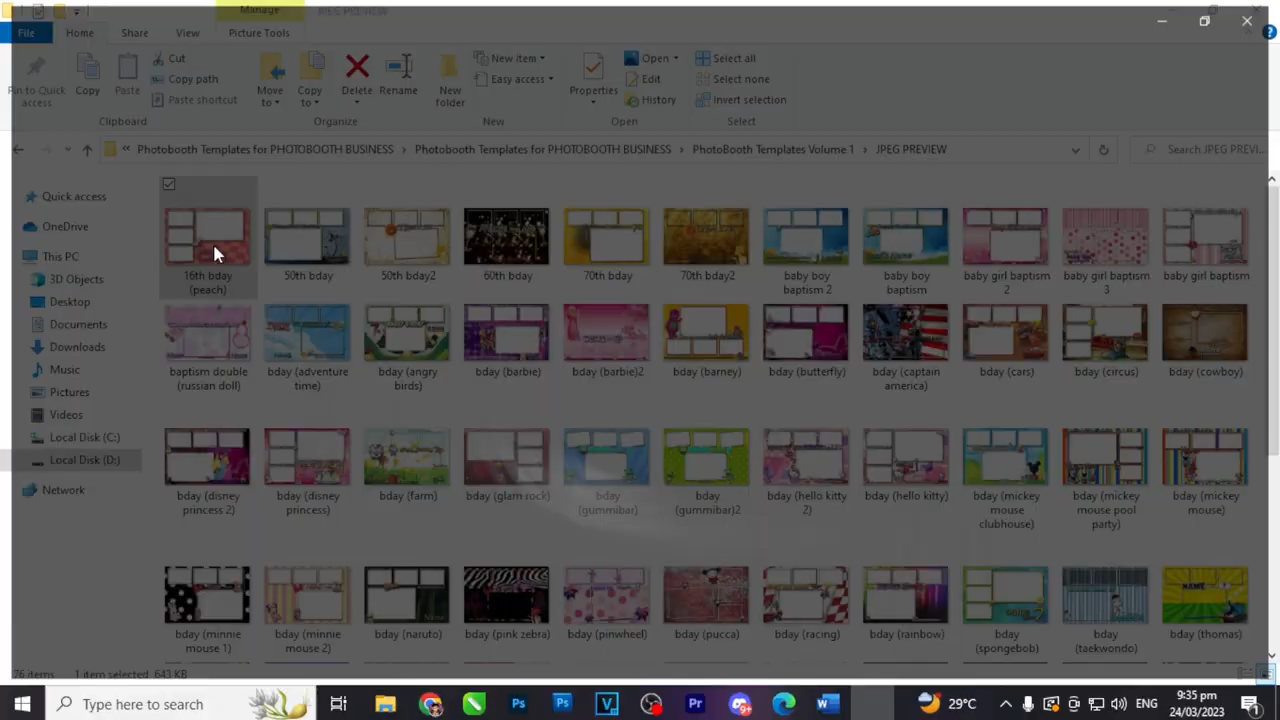 Manage
JPEG PREVIEW
File
Home
Share
View
Picture Tools
Pin to Quick access
Copy
Paste
Cut
Copy path
Paste shortcut
Clipboard
Move to
Copy to
Delete
Rename
Organize
New folder
New item
Easy access
New
Properties
Open
Edit
History
Open
Select all
Select none
Invert selection
Select
« Photobooth Templates for PHOTOBOOTH BUSINESS > Photobooth Templates for PHOTOBOOTH BUSINESS > PhotoBooth Templates Volume 1 > JPEG PREVIEW
Search JPEG PREVI...
Quick access
OneDrive
This PC
3D Objects
Desktop
Documents
Downloads
Music
Pictures
Videos
Local Disk (C:)
Local Disk (D:)
Network
16th bday (peach)
50th bday
50th bday2
60th bday
70th bday
70th bday2
baby boy baptism 2
baby boy baptism
baby girl baptism 2
baby girl baptism 3
baby girl baptism
baptism double (russian doll)
bday (adventure time)
bday (angry birds)
bday (barbie)
bday (barbie)2
bday (barney)
bday (butterfly)
bday (captain america)
bday (cars)
bday (circus)
bday (cowboy)
bday (disney princess 2)
bday (disney princess)
bday (farm)
bday (glam rock)
bday (gummibar)
bday (gummibar)2
bday (hello kitty 2)
bday (hello kitty)
bday (mickey mouse clubhouse)
bday (mickey mouse pool party)
bday (mickey mouse)
bday (minnie mouse 1)
bday (minnie mouse 2)
bday (naruto)
bday (pink zebra)
bday (pinwheel)
bday (pucca)
bday (racing)
bday (rainbow)
bday (spongebob)
bday (taekwondo)
NAME
bday (thomas)
76 items
1 item selected 643 KB
Type here to search
29°C
ENG
9:35 pm
24/03/2023